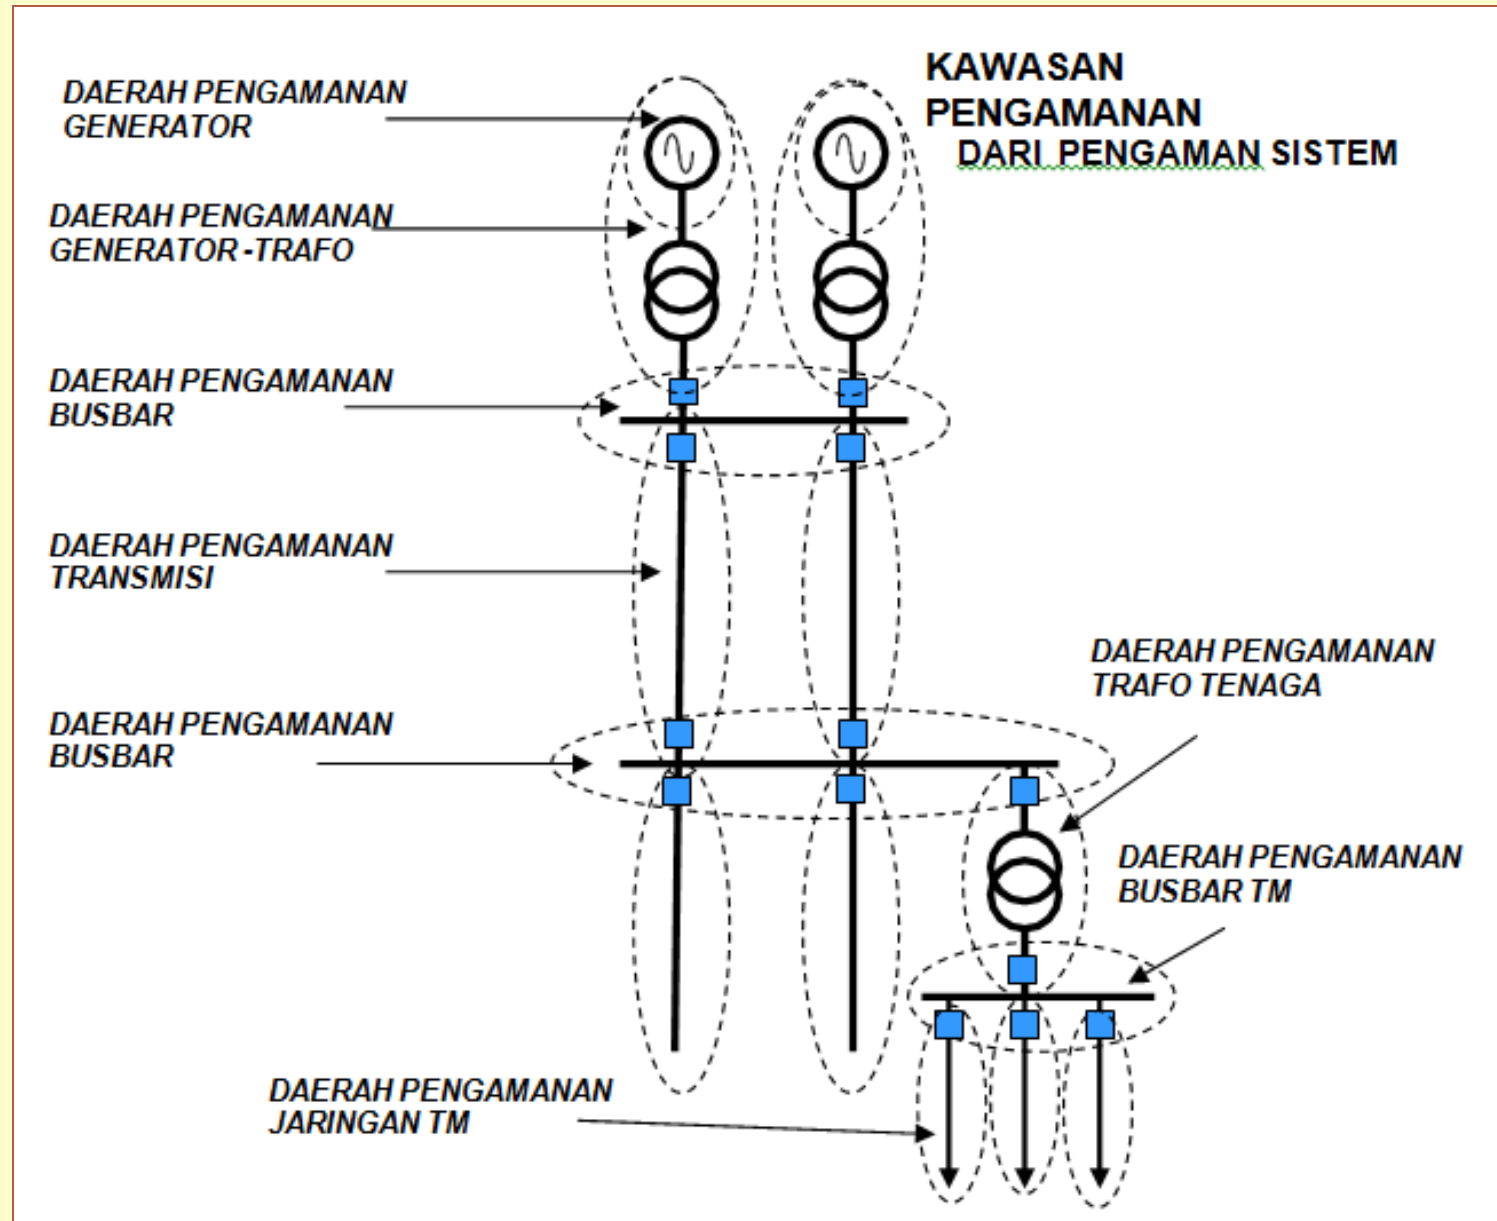 KAWASAN
PENGAMANAN
DARI PENGAMAN SISTEM
DAERAH PENGAMANAN
GENERATOR
DAERAH PENGAMANAN
GENERATOR-TRAFO
DAERAH PENGAMANAN
BUSBAR
DAERAH PENGAMANAN
TRANSMISI
DAERAH PENGAMANAN
TRAFO TENAGA
DAERAH PENGAMANAN
BUSBAR
DAERAH PENGAMANAN
BUSBAR TM
DAERAH PENGAMANAN
JARINGAN TM